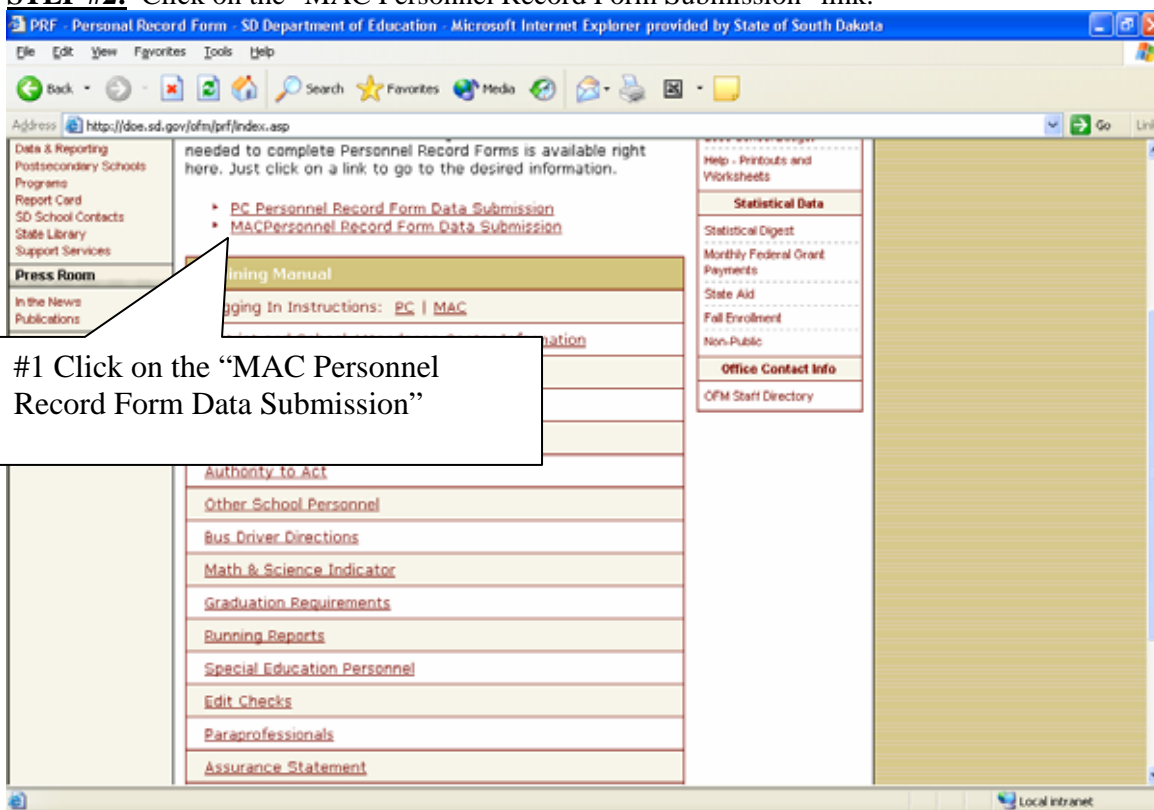 STEP #2: Click on the “MAC Personnel Record Form Submission” link.
PRF - Personal Record Form - SD Department of Education - Microsoft Internet Explorer provided by State of South Dakota
File Edit View Favorites Tools Help
Back Search Favorites Media
Address http://doe.sd.gov/ofm/prf/index.asp Go
Data & Reporting
Postsecondary Schools
Programs
Report Card
SD School Contacts
State Library
Support Services
Press Room
In the News
Publications
needed to complete Personnel Record Forms is available right
here. Just click on a link to go to the desired information.
PC Personnel Record Form Data Submission
MACPersonnel Record Form Data Submission
ining Manual
gging In Instructions: PC | MAC
ation
#1 Click on the “MAC Personnel
Record Form Data Submission”
Authority to Act
Other School Personnel
Bus Driver Directions
Math & Science Indicator
Graduation Requirements
Running Reports
Special Education Personnel
Edit Checks
Paraprofessionals
Assurance Statement
Help - Printouts and
Worksheets
Statistical Data
Statistical Digest
Monthly Federal Grant
Payments
State Aid
Fall Enrollment
Non-Public
Office Contact Info
OFM Staff Directory
Local intranet